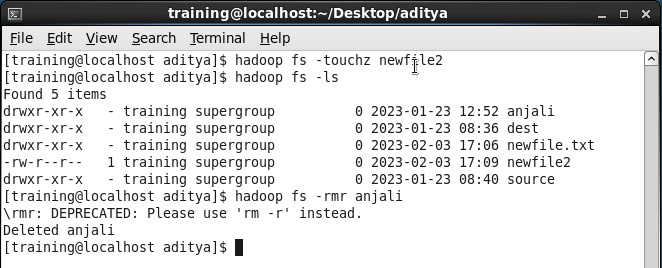 training@localhost:~/Desktop/aditya
File Edit View Search Terminal Help
[training@localhost aditya]$ hadoop fs -touchz newfile2
[training@localhost aditya]$ hadoop fs -ls
Found 5 items
drwxr-xr-x   - training supergroup          0 2023-01-23 12:52 anjali
drwxr-xr-x   - training supergroup          0 2023-01-23 08:36 dest
drwxr-xr-x   - training supergroup          0 2023-02-03 17:06 newfile.txt
-rw-r--r--   1 training supergroup          0 2023-02-03 17:09 newfile2
drwxr-xr-x   - training supergroup          0 2023-01-23 08:40 source
[training@localhost aditya]$ hadoop fs -rmr anjali
\rmr: DEPRECATED: Please use 'rm -r' instead.
Deleted anjali
[training@localhost aditya]$